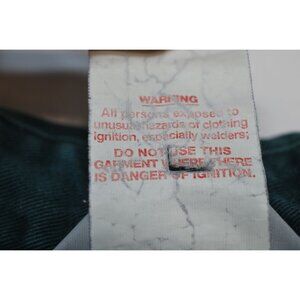 WARNING
All persons exposed to
unusual hazards of clothing
ignition, especially welders;
DO NOT USE THIS
GARMENT WHERE THERE
IS DANGER OF IGNITION.